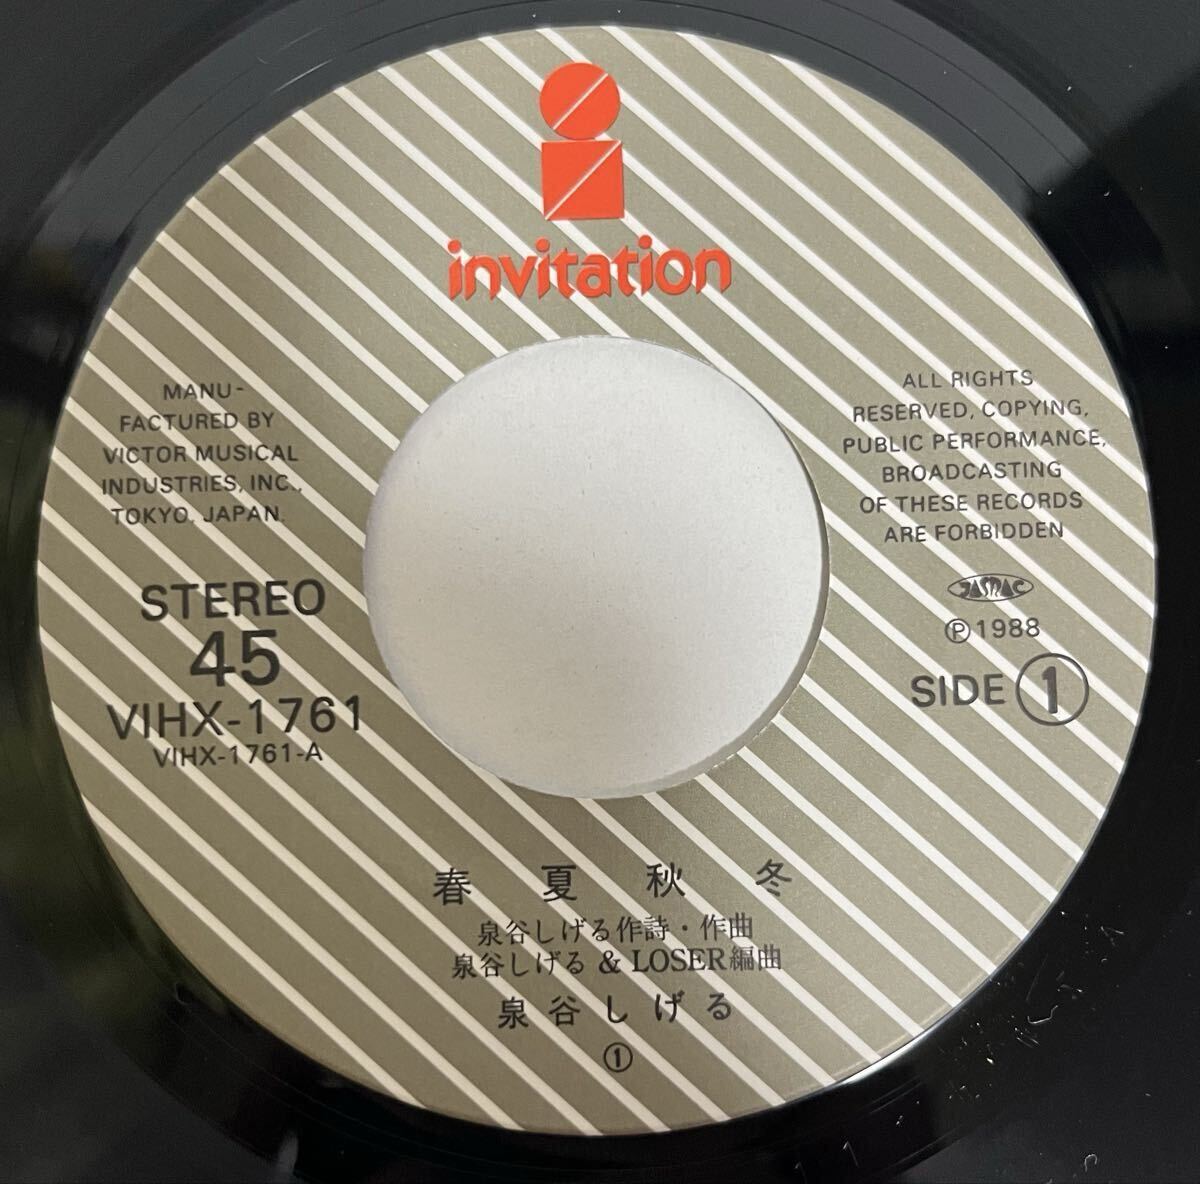 invitation
MANU-
FACTURED BY
VICTOR MUSICAL
INDUSTRIES, INC.,
TOKYO, JAPAN.
STEREO
45
VIHX-1761
VIHX-1761-A
ALL RIGHTS
RESERVED, COPYING,
PUBLIC PERFORMANCE,
BROADCASTING
OF THESE RECORDS
ARE FORBIDDEN
JASRAC
Ⓟ1988
SIDE ①
春夏秋冬
泉谷しげる作詩・作曲
泉谷しげる & LOSER編曲
泉谷しげる
①